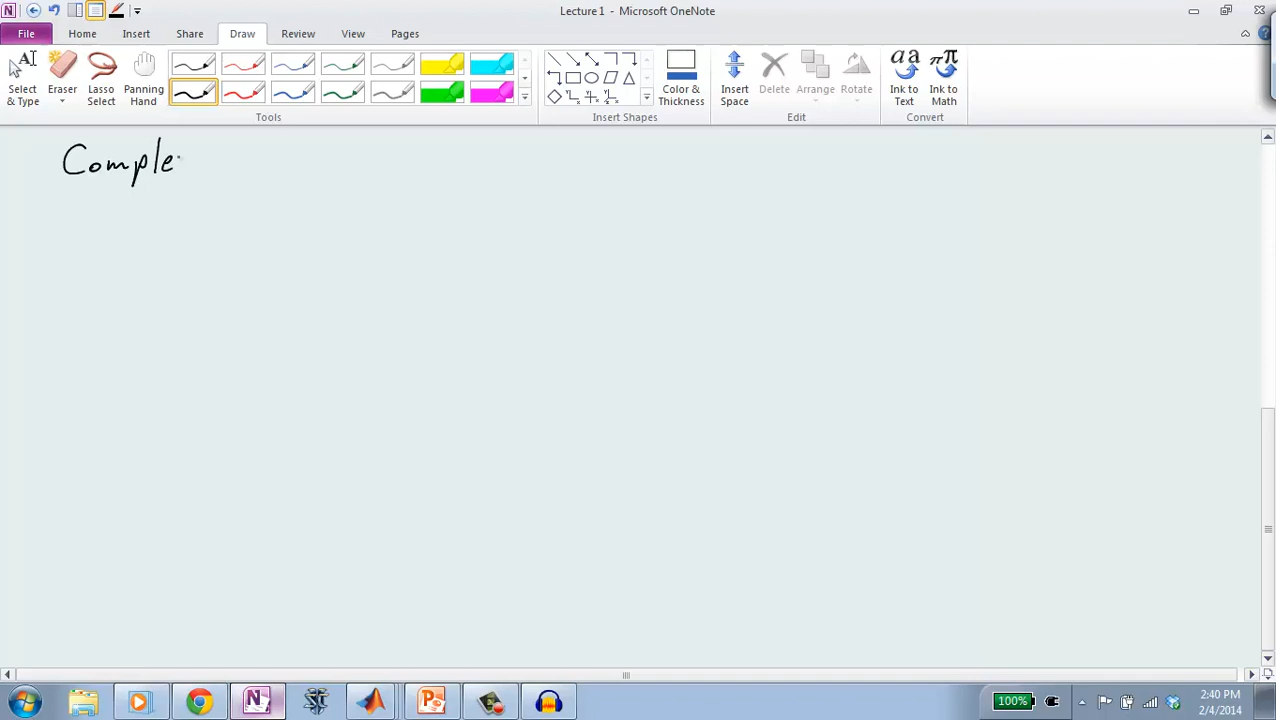 Lecture1 - Microsoft OneNote
File Home Insert Share Draw Review View Pages
Select & Type
Eraser
Lasso Select
Panning Hand
Color & Thickness
Insert Space
Delete
Arrange
Rotate
Ink to Text
Ink to Math
Tools
Insert Shapes
Edit
Convert
Comple
100%
2:40 PM
2/4/2014